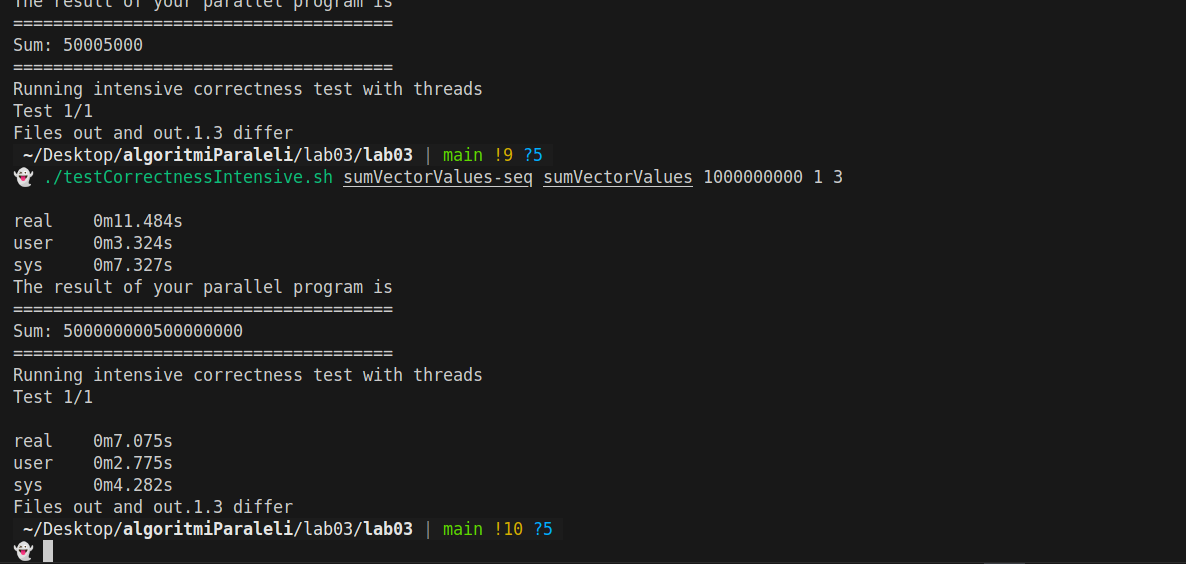 The result of your parallel program is
======================================
Sum: 50005000
======================================
Running intensive correctness test with threads
Test 1/1
Files out and out.1.3 differ
~/Desktop/algoritmiParaleli/lab03/lab03 | main !9 ?5
👻 ./testCorrectnessIntensive.sh sumVectorValues-seq sumVectorValues 1000000000 1 3
real 0m11.484s
user 0m3.324s
sys 0m7.327s
The result of your parallel program is
======================================
Sum: 500000000500000000
======================================
Running intensive correctness test with threads
Test 1/1
real 0m7.075s
user 0m2.775s
sys 0m4.282s
Files out and out.1.3 differ
~/Desktop/algoritmiParaleli/lab03/lab03 | main !10 ?5
👻